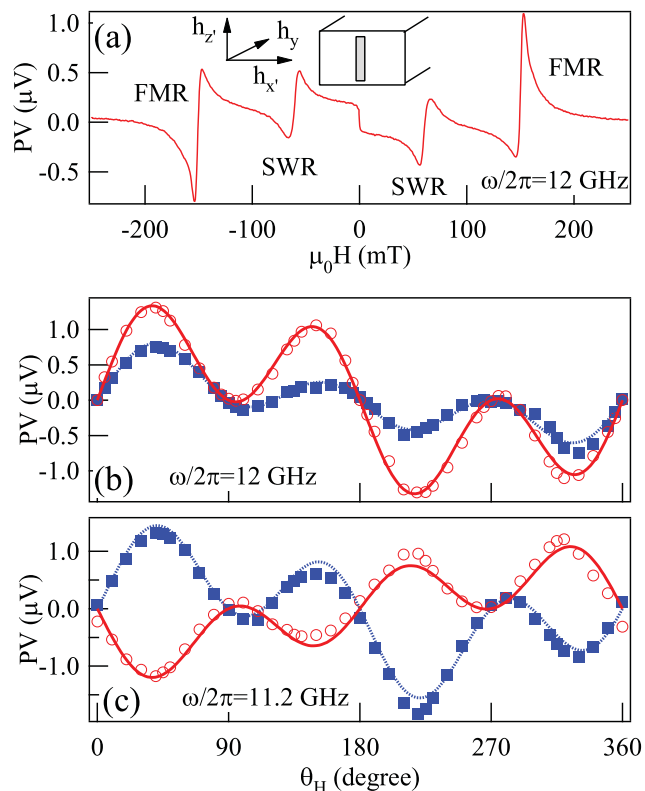 (a)
h_z'
h_y
h_x'
FMR
FMR
SWR
SWR
ω/2π=12 GHz
PV (μV)
1.0
0.5
0.0
-0.5
-200 -100 0 100 200
μ₀H (mT)
PV (μV)
1.0
0.5
0.0
-0.5
-1.0
(b)
ω/2π=12 GHz
PV (μV)
1.0
0.0
-1.0
(c)
ω/2π=11.2 GHz
0 90 180 270 360
θ_H (degree)